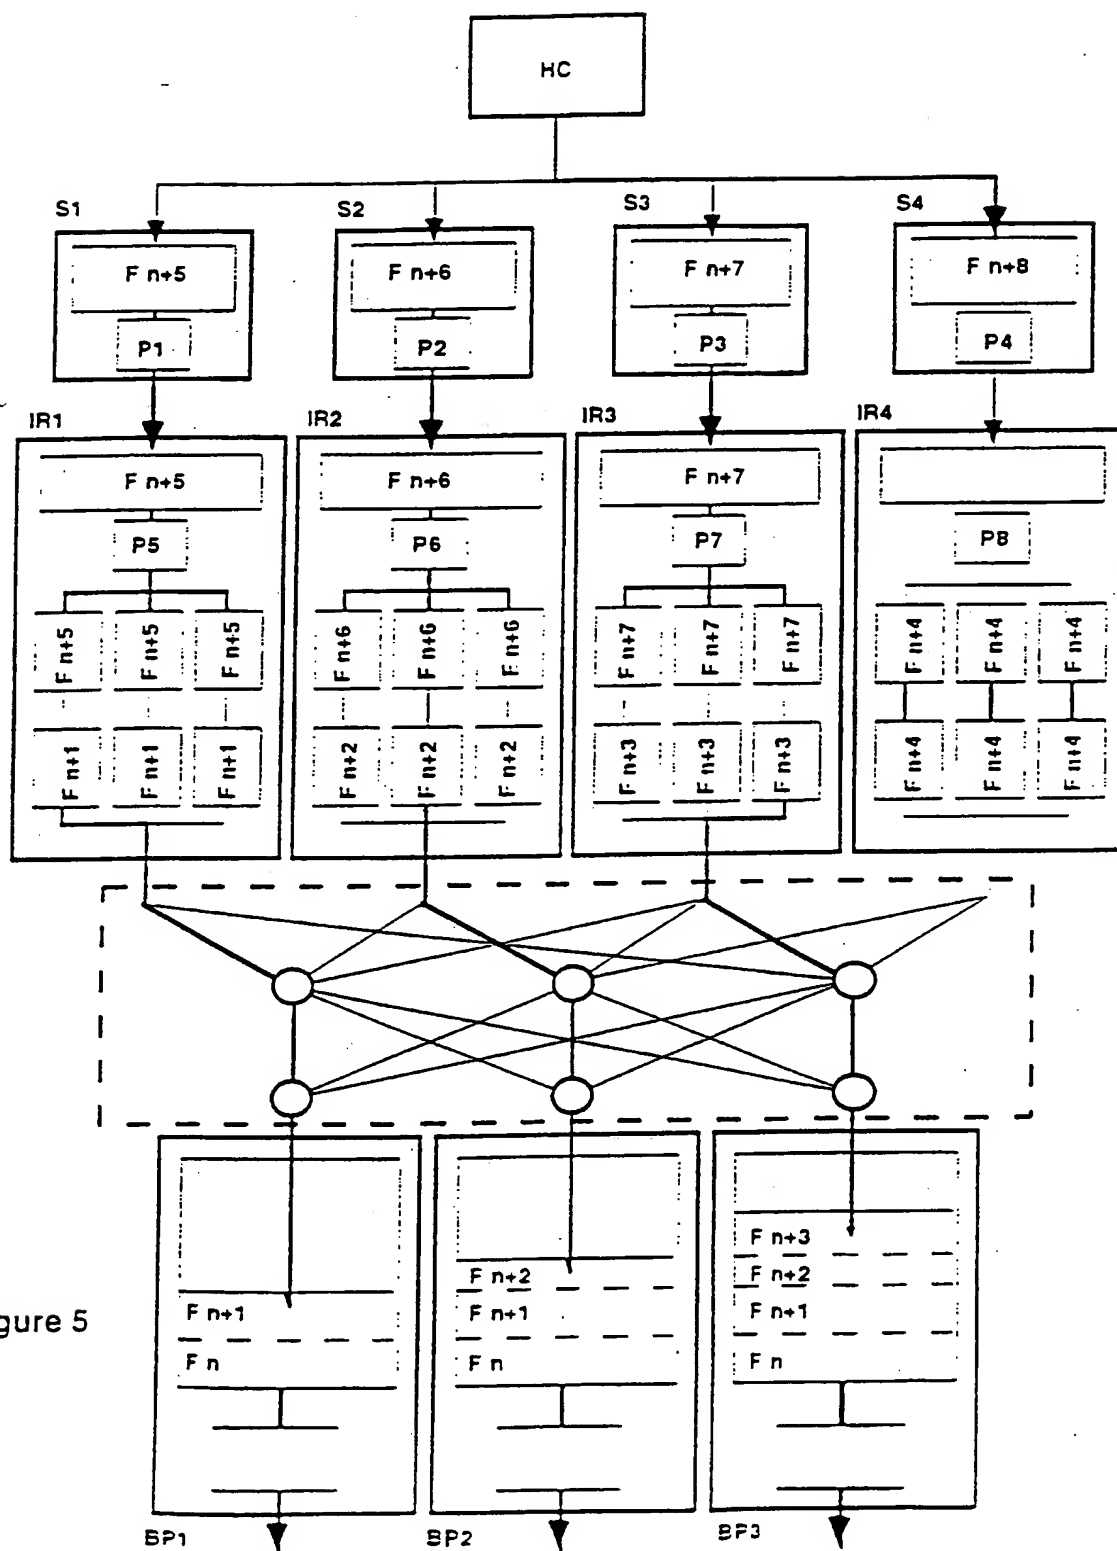 HC
S1
S2
S3
S4
F n+5
F n+6
F n+7
F n+8
P1
P2
P3
P4
IR1
IR2
IR3
IR4
F n+5
F n+6
F n+7
P5
P6
P7
P8
F n+5
F n+5
F n+5
F n+6
F n+6
F n+6
F n+7
F n+7
F n+7
F n+4
F n+4
F n+4
F n+1
F n+1
F n+1
F n+2
F n+2
F n+2
F n+3
F n+3
F n+3
F n+4
F n+4
F n+4
F n+1
F n
F n+2
F n+1
F n
F n+3
F n+2
F n+1
F n
gure 5
BP1
BP2
BP3